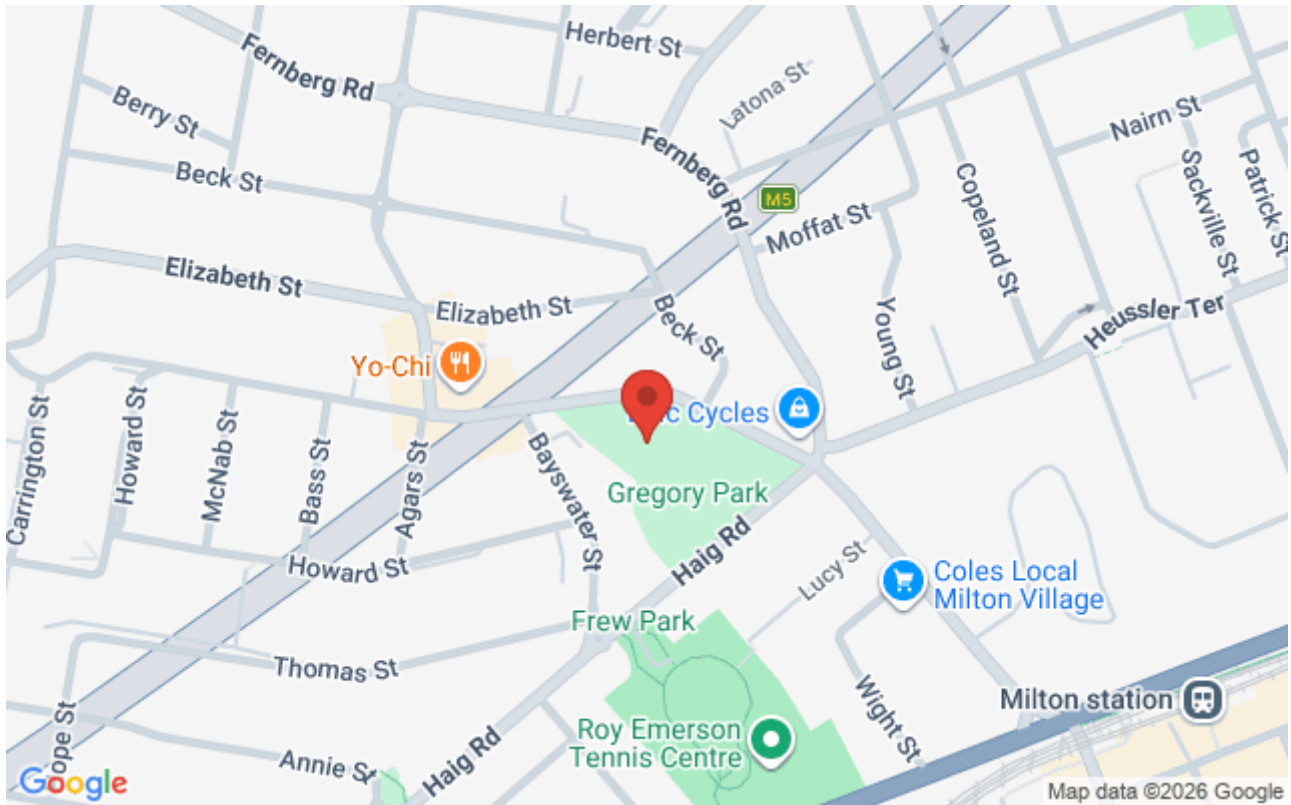 Herbert St
Fernberg Rd
Latona St
Berry St
Nairn St
Fernberg Rd
Sackville St
Patrick St
Beck St
Copeland St
M5
Moffat St
Elizabeth St
Elizabeth St
Beck St
Young St
Heussler Ter
Yo-Chi
Cycles
Carrington St
Howard St
McNab St
Bass St
Agars St
Bayswater St
Gregory Park
Haig Rd
Howard St
Lucy St
Coles Local
Milton Village
Frew Park
Thomas St
Wight St
Milton station
Roy Emerson
Tennis Centre
Annie St
Haig Rd
Google
Map data ©2026 Google